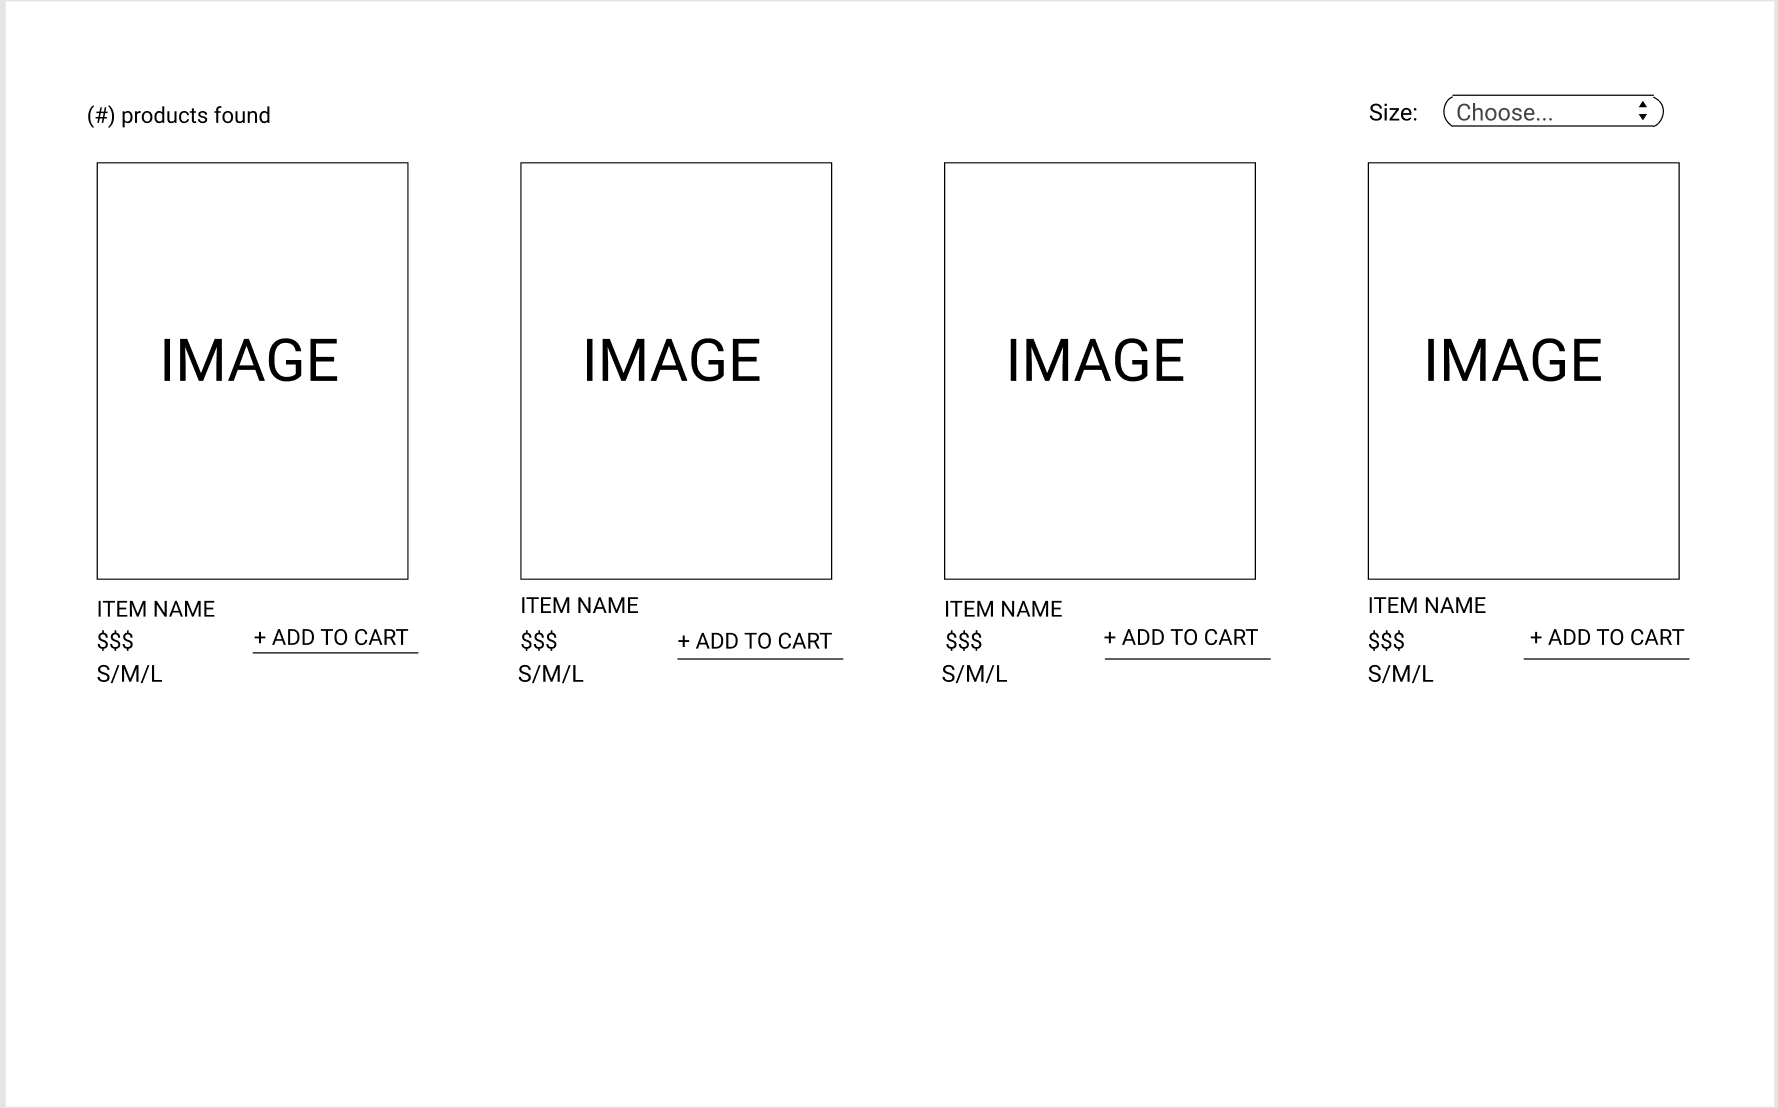 (#) products found
Size: Choose...
IMAGE
IMAGE
IMAGE
IMAGE
ITEM NAME
$$$
S/M/L
+ ADD TO CART
ITEM NAME
$$$
S/M/L
+ ADD TO CART
ITEM NAME
$$$
S/M/L
+ ADD TO CART
ITEM NAME
$$$
S/M/L
+ ADD TO CART